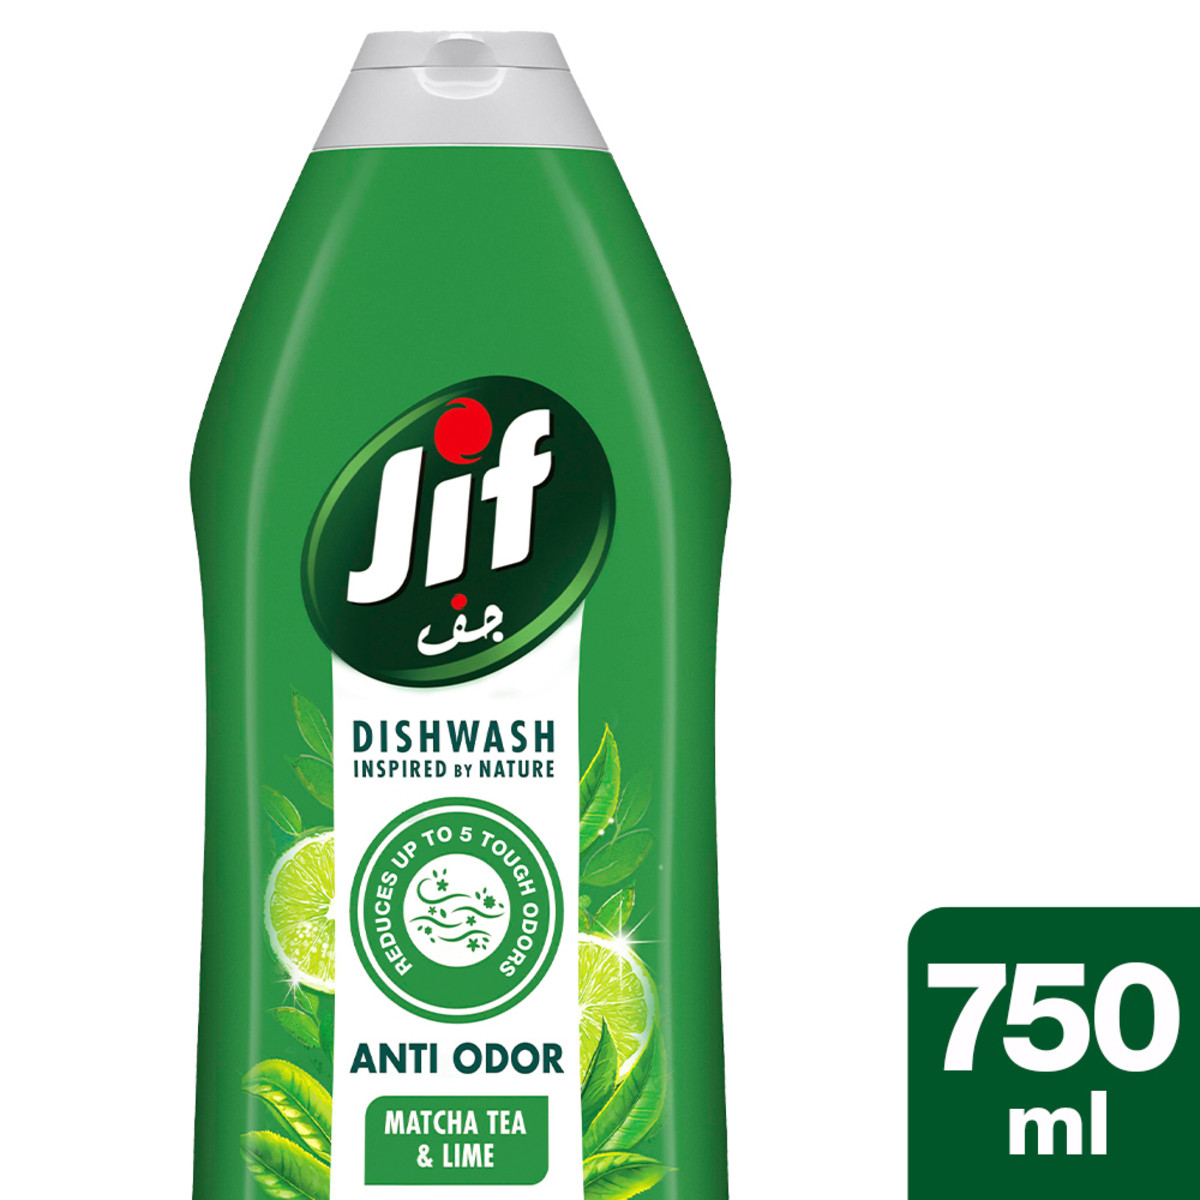 Jif
جف
DISHWASH
INSPIRED BY NATURE
REDUCES UP TO 5 TOUGH ODORS
ANTI ODOR
MATCHA TEA
& LIME
750
ml